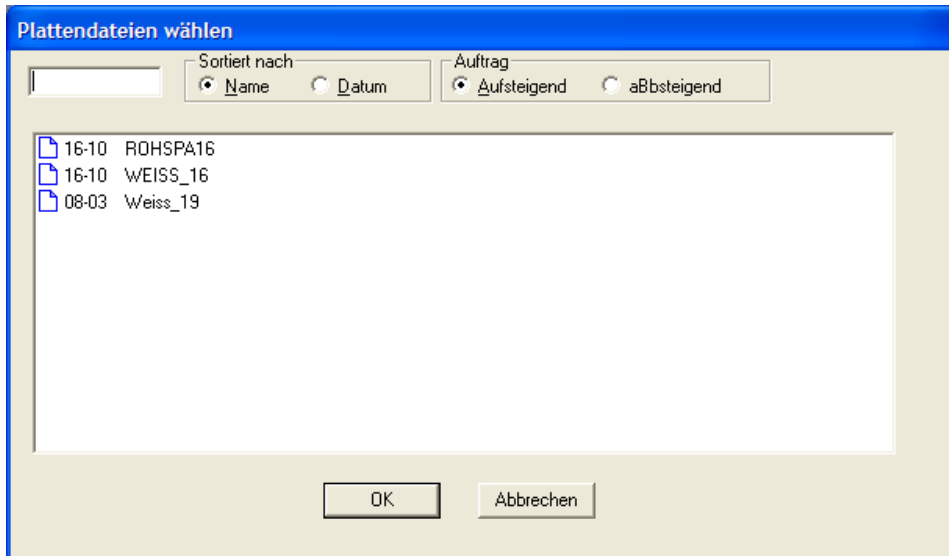 Plattendateien wählen
Sortiert nach
Name Datum
Auftrag
Aufsteigend aBbsteigend
16-10 ROHSPA16
16-10 WEISS_16
08-03 Weiss_19
OK Abbrechen